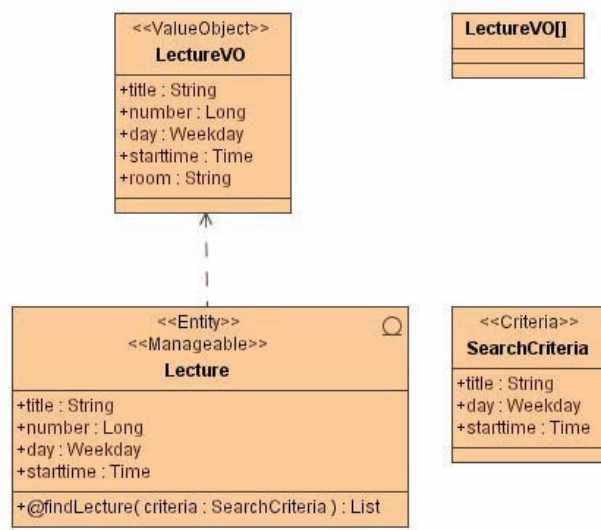 <<ValueObject>>
LectureVO
+title : String
+number : Long
+day : Weekday
+starttime : Time
+room : String
LectureVO[]
<<Entity>>
<<Manageable>>
Lecture
+title : String
+number : Long
+day : Weekday
+starttime : Time
+@findLecture( criteria : SearchCriteria ) : List
<<Criteria>>
SearchCriteria
+title : String
+day : Weekday
+starttime : Time